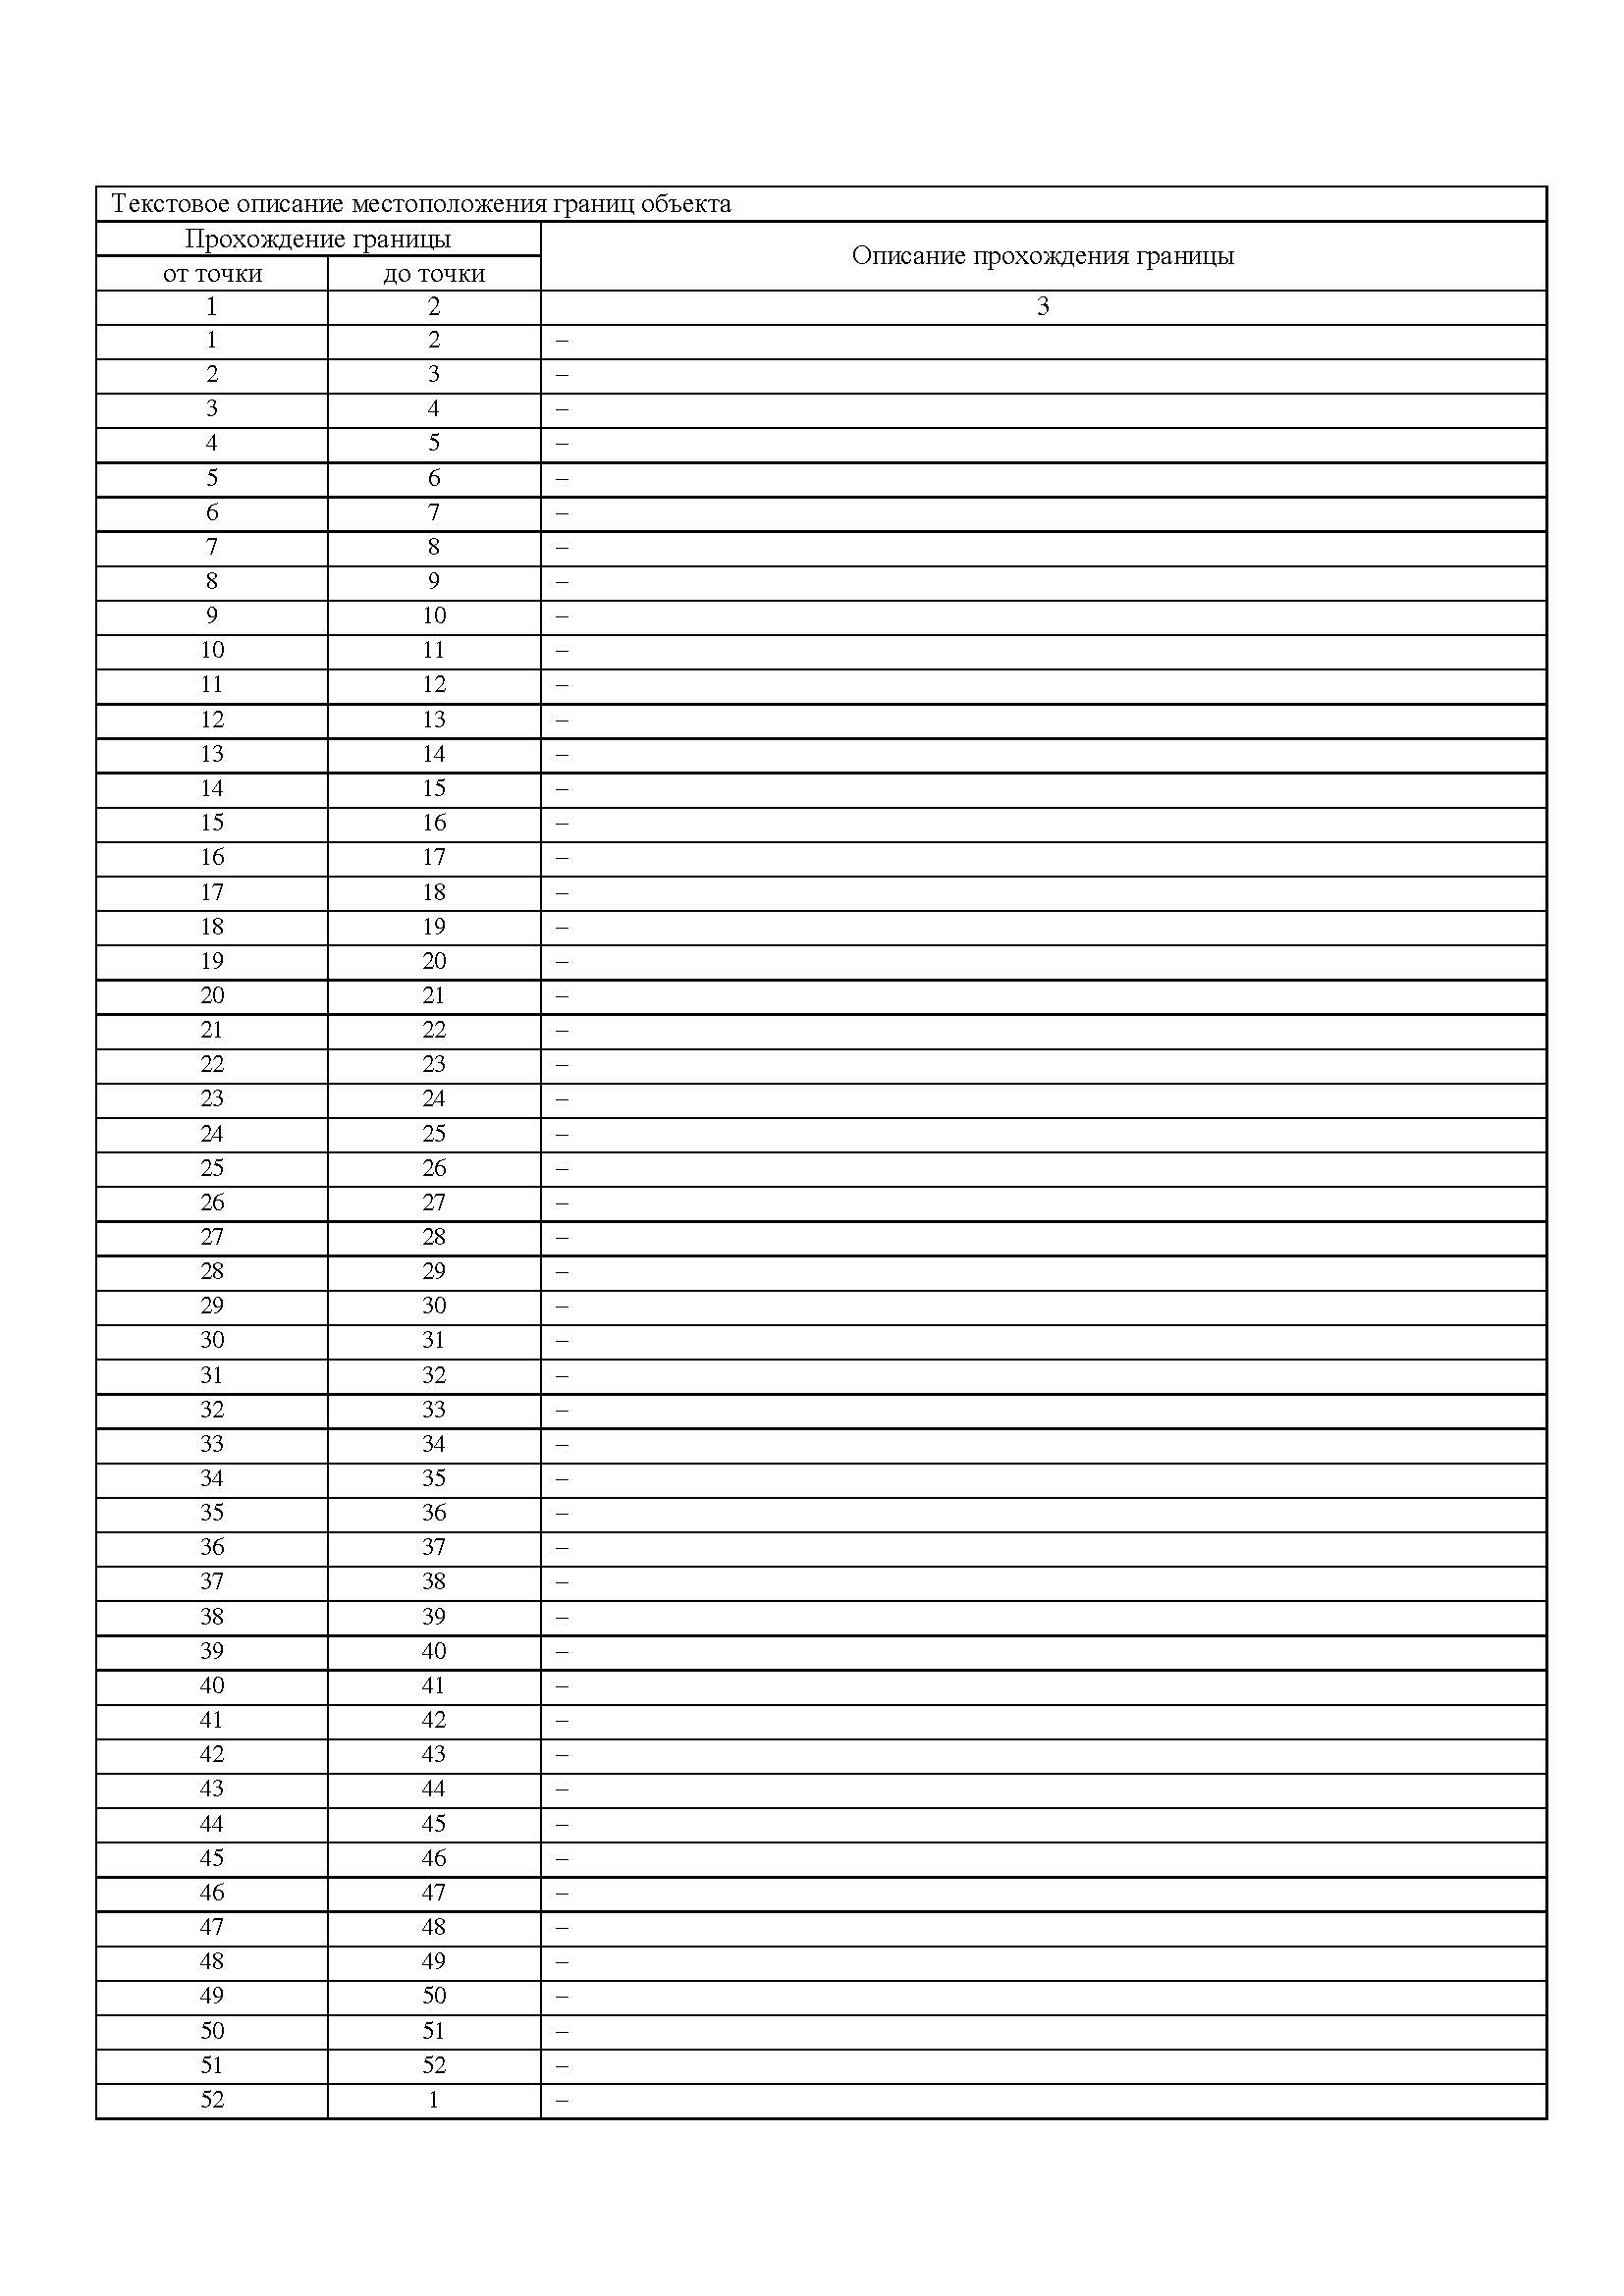 Текстовое описание местоположения границ объекта
Прохождение границы
Описание прохождения границы
от точки до точки
1 2 3
1 2 –
2 3 –
3 4 –
4 5 –
5 6 –
6 7 –
7 8 –
8 9 –
9 10 –
10 11 –
11 12 –
12 13 –
13 14 –
14 15 –
15 16 –
16 17 –
17 18 –
18 19 –
19 20 –
20 21 –
21 22 –
22 23 –
23 24 –
24 25 –
25 26 –
26 27 –
27 28 –
28 29 –
29 30 –
30 31 –
31 32 –
32 33 –
33 34 –
34 35 –
35 36 –
36 37 –
37 38 –
38 39 –
39 40 –
40 41 –
41 42 –
42 43 –
43 44 –
44 45 –
45 46 –
46 47 –
47 48 –
48 49 –
49 50 –
50 51 –
51 52 –
52 1 –